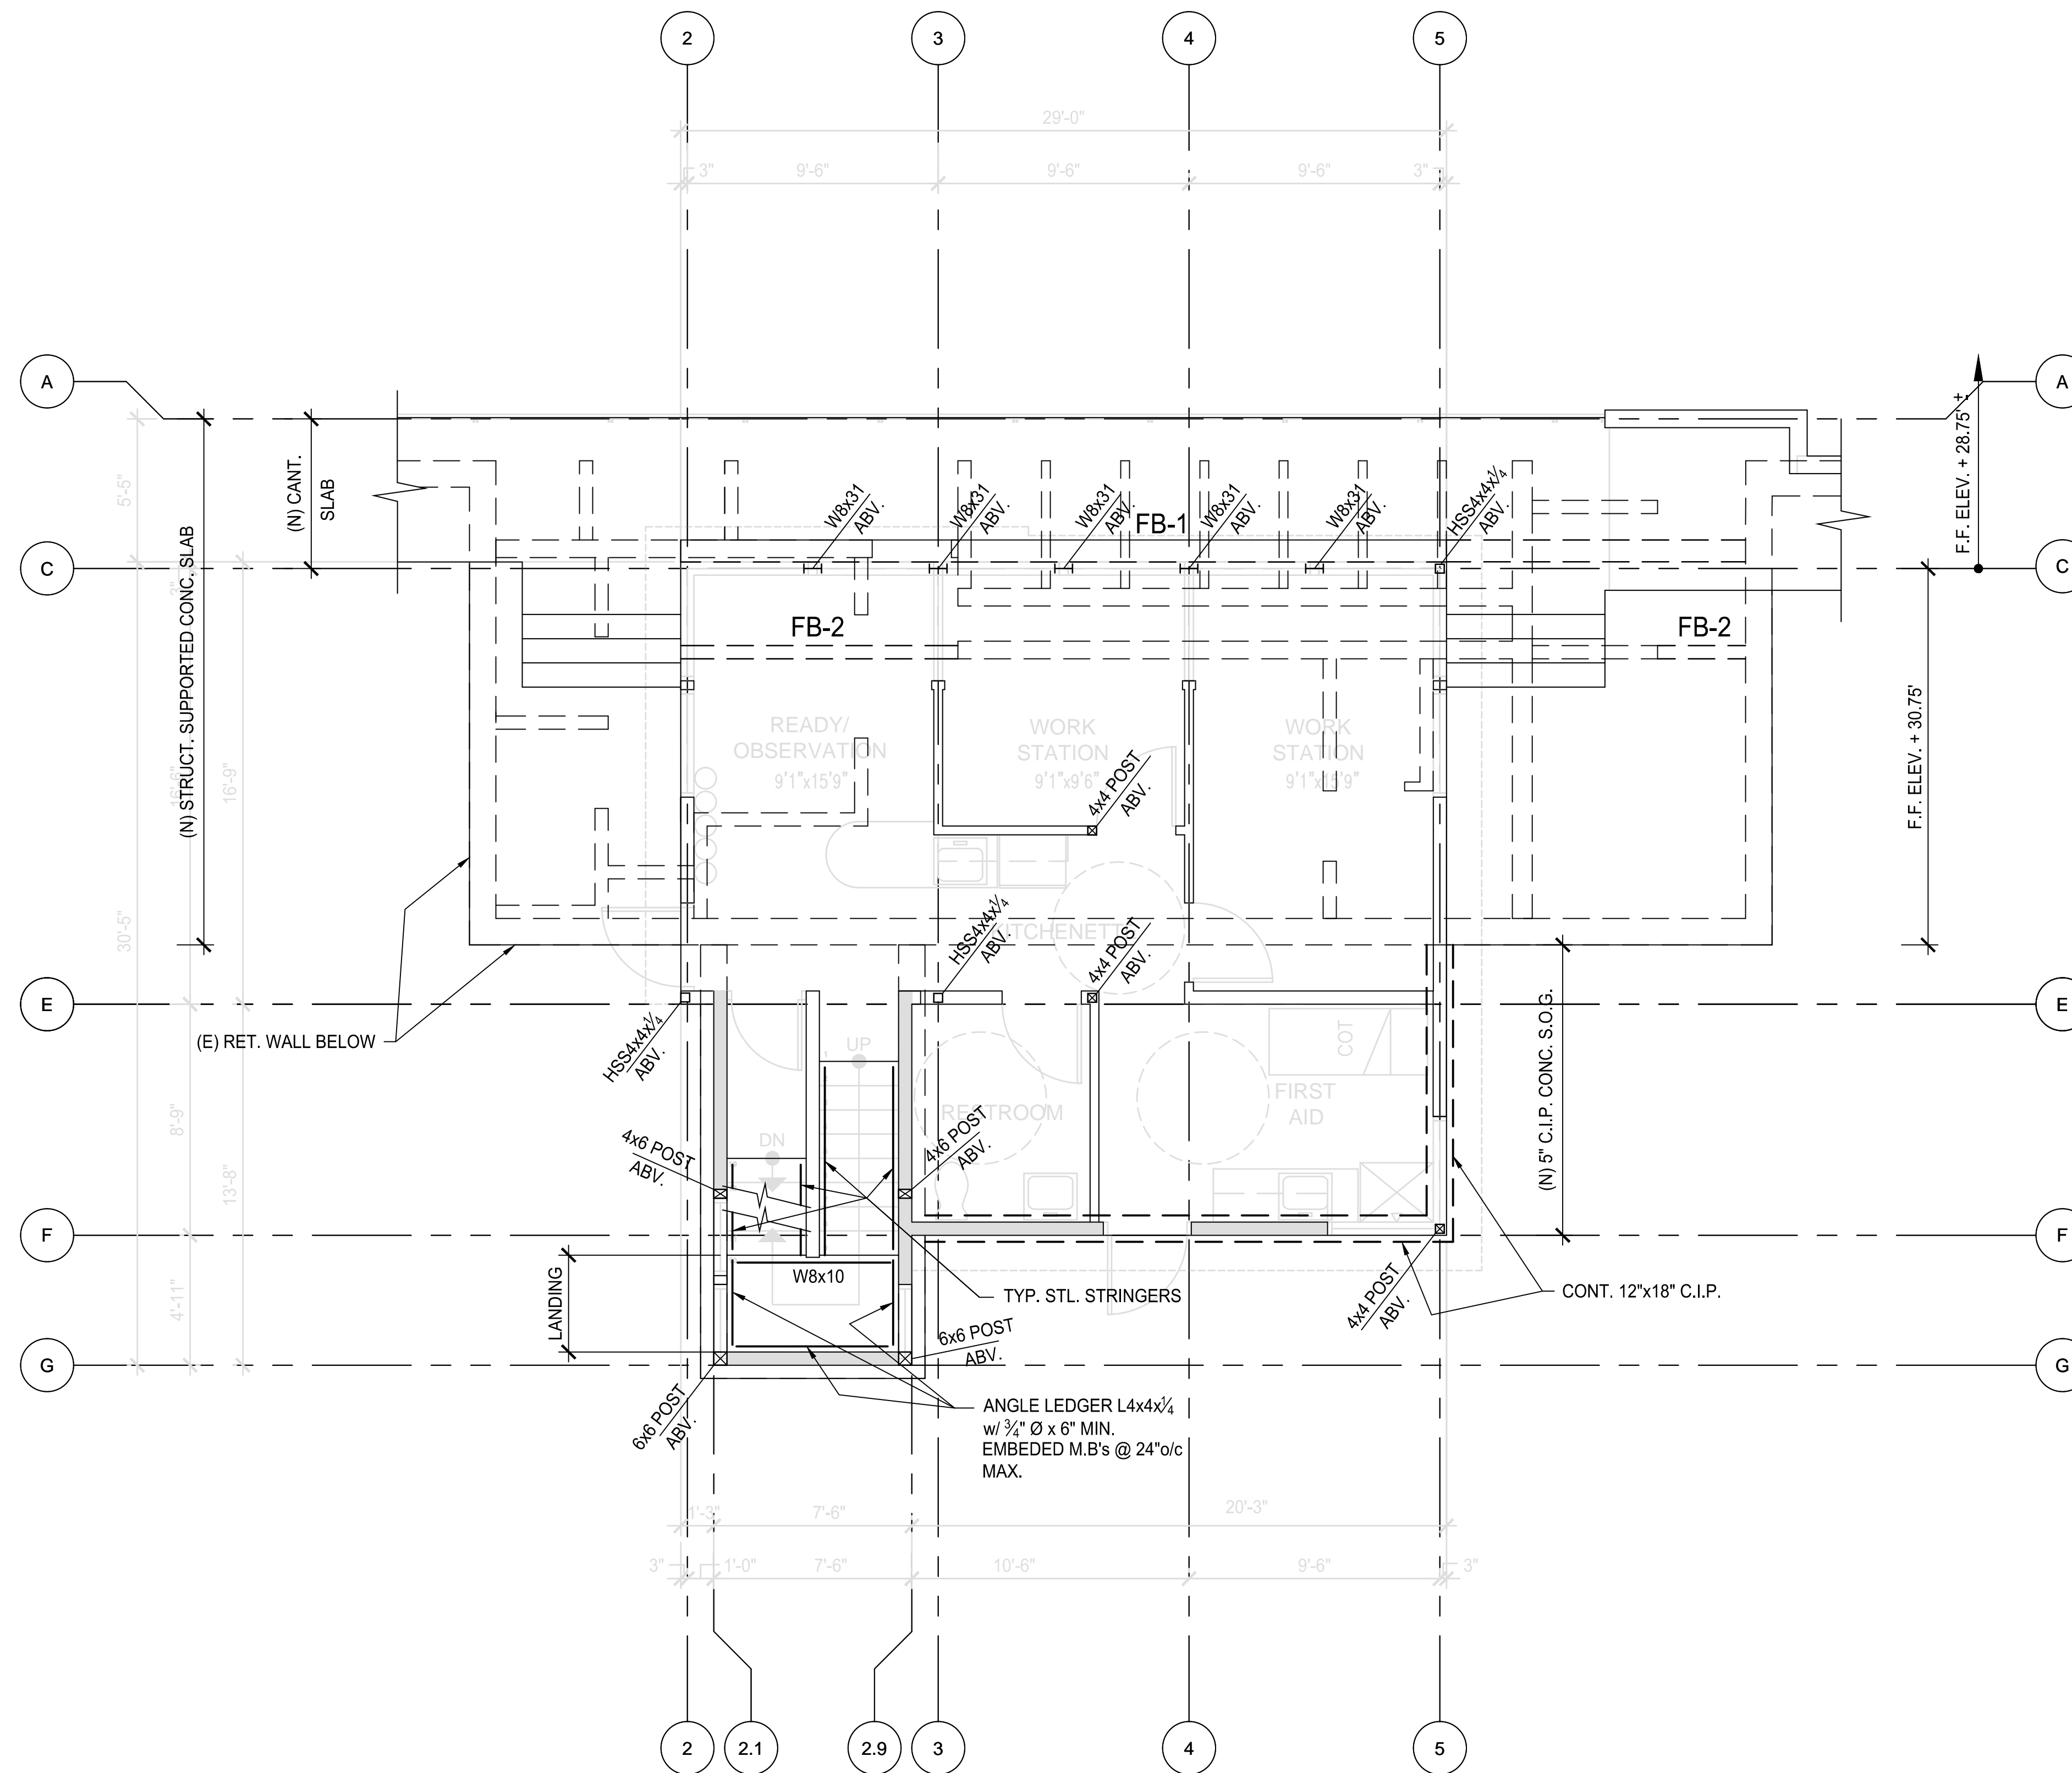 2
3
4
5
29'-0"
3"
9'-6"
9'-6"
9'-6"
3"
A
A
F.F. ELEV. + 28.75' ±
(N) CANT.
SLAB
5'-5"
W8x31
ABV.
W8x31
ABV.
W8x31
ABV.
W8x31
ABV.
W8x31
ABV.
HSS4x4x¼
ABV.
FB-1
C
C
(N) STRUCT. SUPPORTED CONC. SLAB
FB-2
FB-2
READY/
OBSERVATION
9'1"x15'9"
WORK
STATION
9'1"x9'6"
WORK
STATION
9'1"x15'9"
4x4 POST
ABV.
16'-9"
F.F. ELEV. + 30.75'
30'-5"
HSS4x4x¼
ABV.
KITCHENETT
4x4 POST
ABV.
E
E
(E) RET. WALL BELOW
HSS4x4x¼
ABV.
UP
COT
FIRST
AID
RESTROOM
DN
8'-9"
13'-8"
4x6 POST
ABV.
4x6 POST
ABV.
(N) 5" C.I.P. CONC. S.O.G.
F
F
LANDING
W8x10
TYP. STL. STRINGERS
4x4 POST
ABV.
CONT. 12"x18" C.I.P.
4'-11"
6x6 POST
ABV.
G
G
6x6 POST
ABV.
ANGLE LEDGER L4x4x¼
w/ ¾" Ø x 6" MIN.
EMBEDED M.B's @ 24"o/c
MAX.
1'-3"
7'-6"
20'-3"
3"
1'-0"
7'-6"
10'-6"
9'-6"
3"
2
2.1
2.9
3
4
5